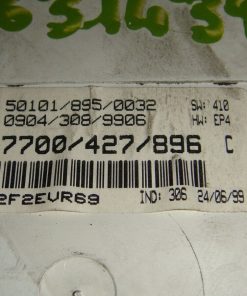 50101/895/0032 SW: 410
0904/308/9906 HW: EP4
7700/427/896 C
2F2EVR69 IND: 306 24/06/99